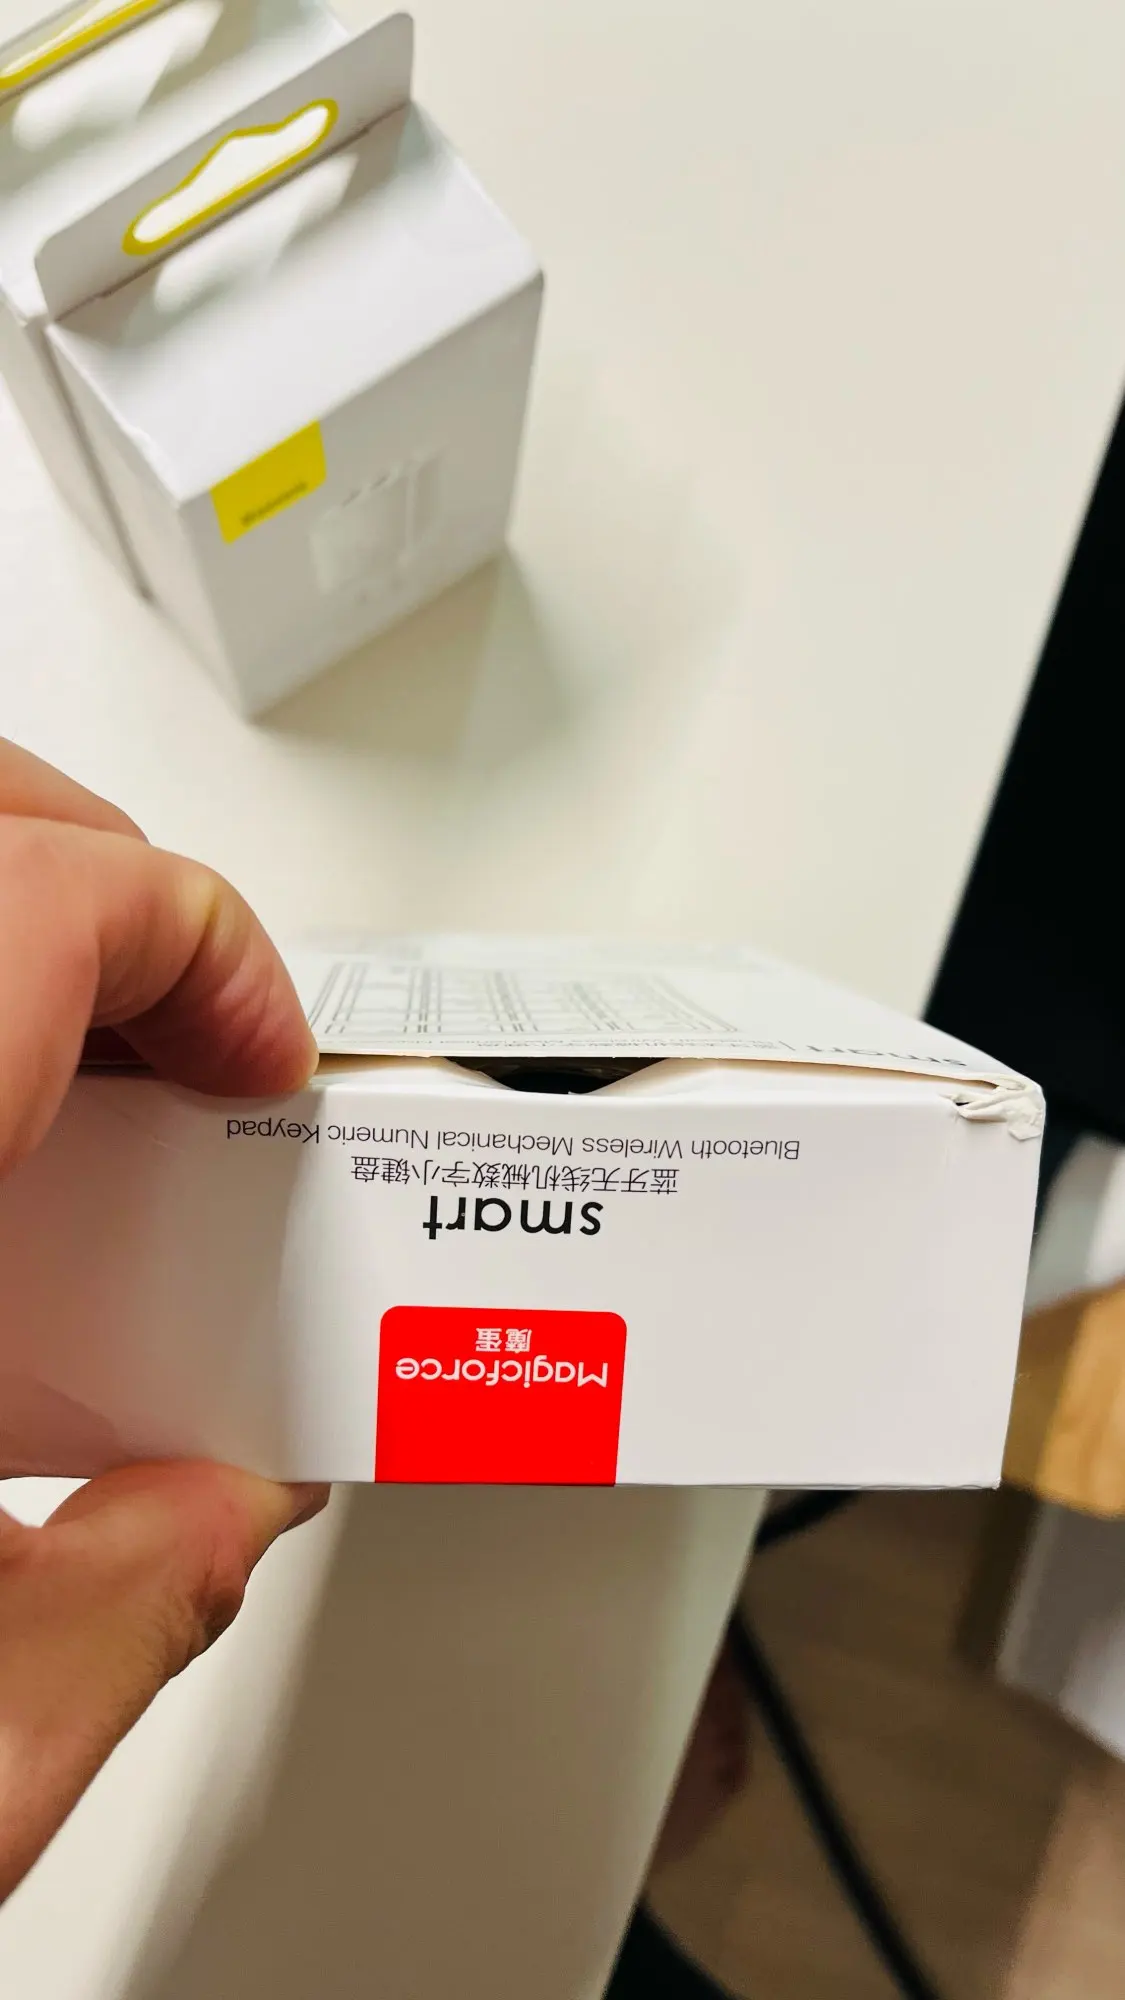 Magicforce
魔蛋
smart
蓝牙无线机械数字小键盘
Bluetooth Wireless Mechanical Numeric Keypad
smart